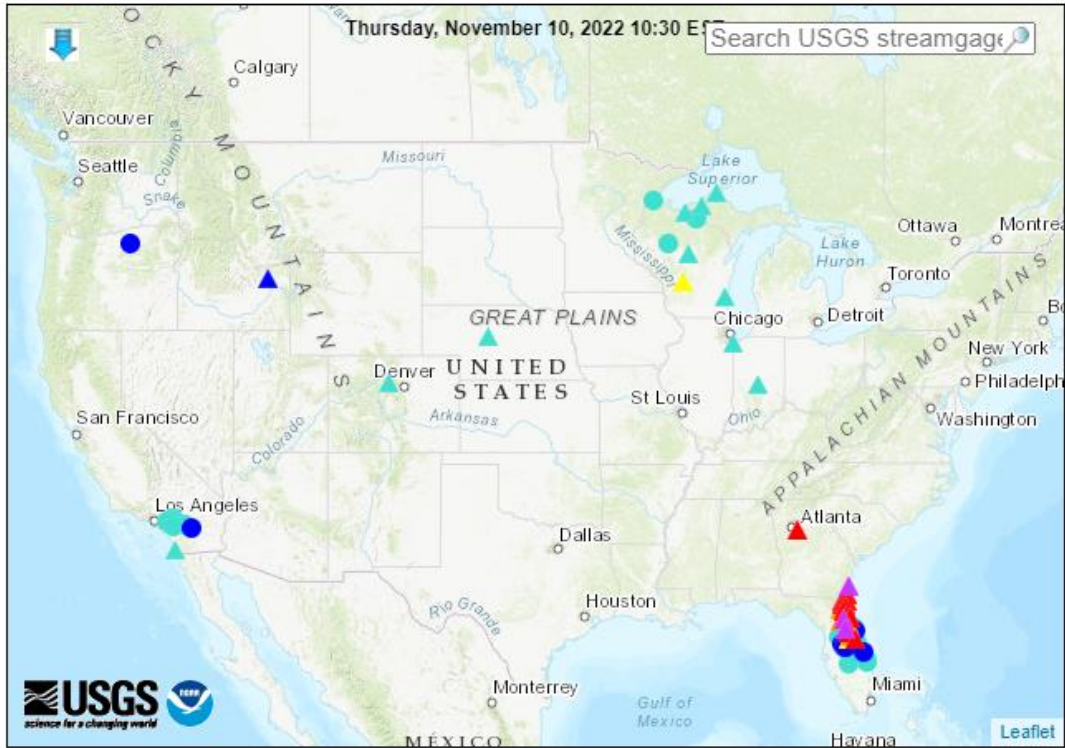 Thursday, November 10, 2022 10:30 EST
Search USGS streamgage
ROCKY MOUNTAINS
Calgary
Vancouver
Columbia
Seattle
Snake
Missouri
Lake
Superior
Ottawa
Montrea
Lake
Huron
Mississippi
Toronto
GREAT PLAINS
Chicago
Detroit
APPALACHIAN MOUNTAINS
Bo
New York
Denver
UNITED
STATES
St Louis
Ohio
Philadelph
Washington
San Francisco
Colorado
Arkansas
Los Angeles
Atlanta
Dallas
Houston
Rio Grande
Monterrey
Gulf of
Mexico
Miami
Havana
MÉXICO
USGS
science for a changing world
NOAA
Leaflet